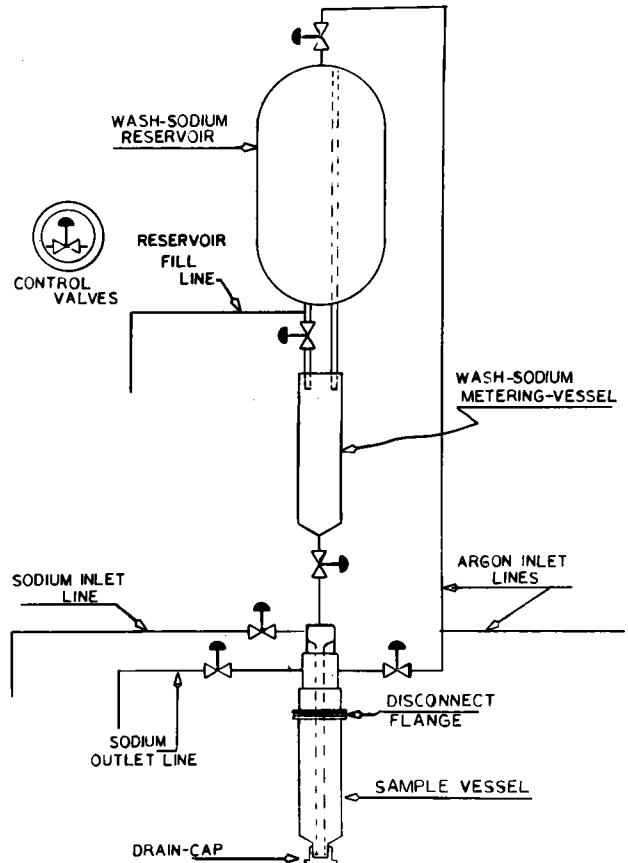 WASH-SODIUM
RESERVOIR
RESERVOIR
FILL
LINE
CONTROL
VALVES
WASH-SODIUM
METERING-VESSEL
SODIUM INLET
LINE
ARGON INLET
LINES
DISCONNECT
FLANGE
SODIUM
OUTLET LINE
SAMPLE VESSEL
DRAIN-CAP